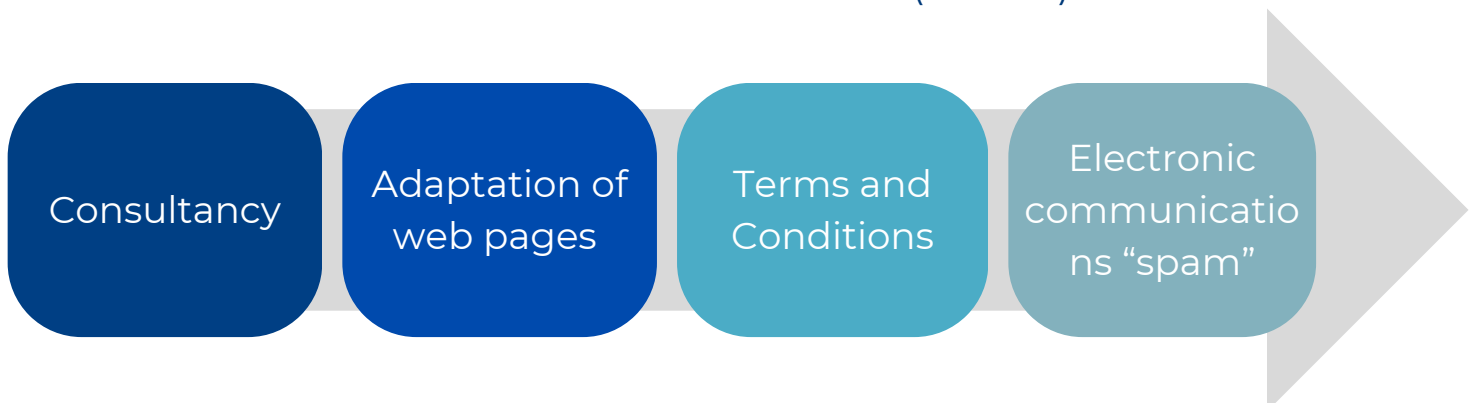 Consultancy
Adaptation of
web pages
Terms and
Conditions
Electronic
communicatio
ns “spam”